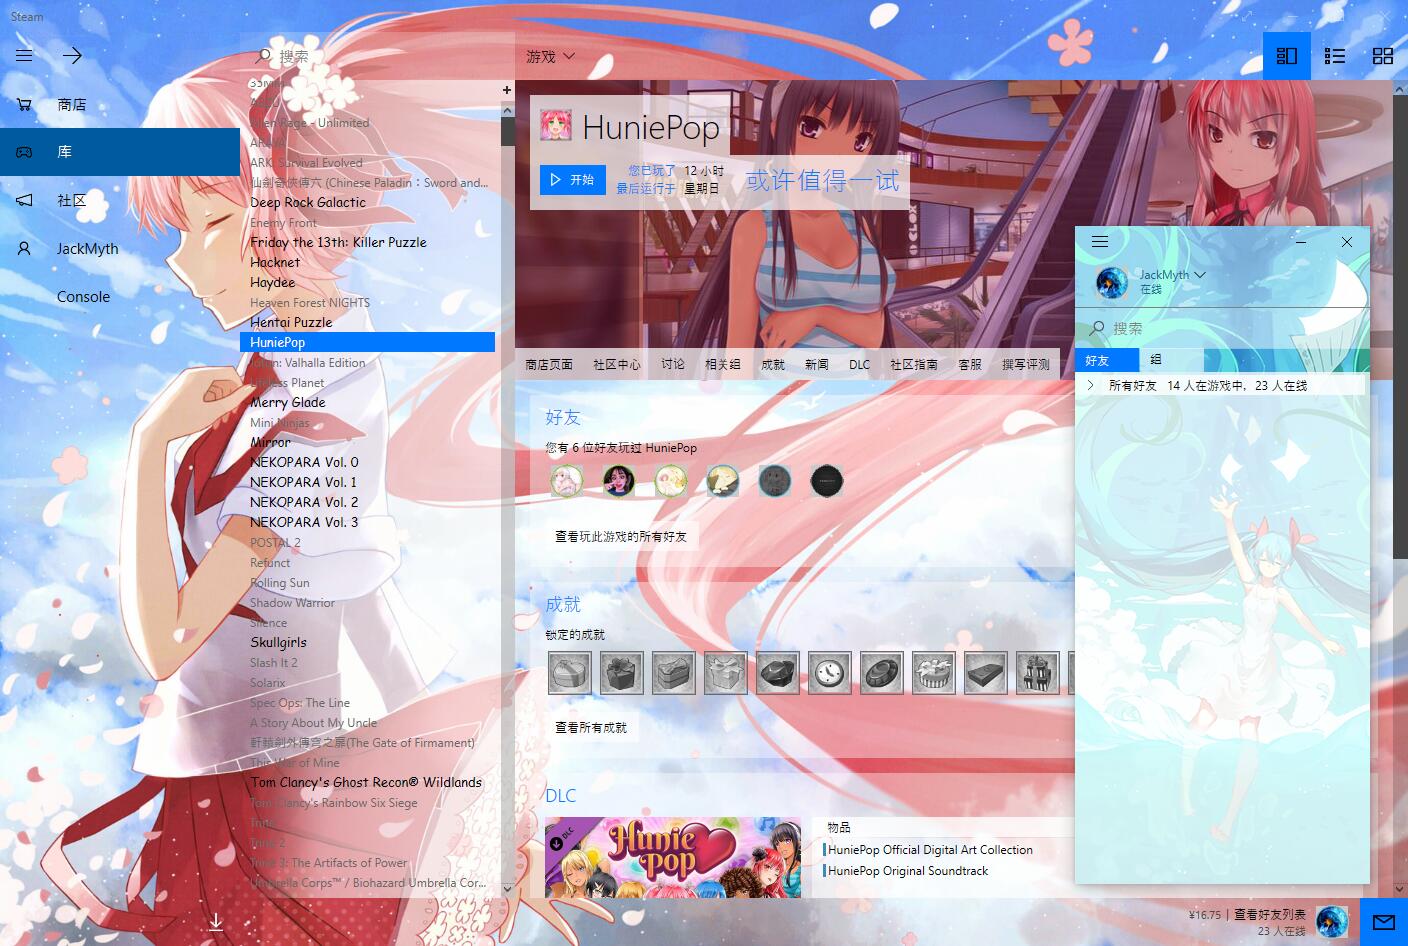 Steam
搜索
游戏
商店
库
社区
JackMyth
Console
Alien Rage - Unlimited
ARK: Survival Evolved
仙劍奇俠傳六 (Chinese Paladin：Sword and...
Deep Rock Galactic
Enemy Front
Friday the 13th: Killer Puzzle
Hacknet
Haydee
Heaven Forest NIGHTS
Hentai Puzzle
HuniePop
Valhalla Edition
Planet
Merry Glade
Mini Ninjas
Mirror
NEKOPARA Vol. 0
NEKOPARA Vol. 1
NEKOPARA Vol. 2
NEKOPARA Vol. 3
POSTAL 2
Refunct
Rolling Sun
Shadow Warrior
Silence
Skullgirls
Slash It 2
Solarix
Spec Ops: The Line
A Story About My Uncle
軒轅劍外傳穹之扉(The Gate of Firmament)
This War of Mine
Tom Clancy's Ghost Recon® Wildlands
Tom Clancy's Rainbow Six Siege
Trine
Trine 2
Trine 3: The Artifacts of Power
Umbrella Corps™ / Biohazard Umbrella Cor...
HuniePop
开始
您已玩了 12 小时
最后运行于 星期日
或许值得一试
商店页面 社区中心 讨论 相关组 成就 新闻 DLC 社区指南 客服 撰写评测
好友
您有 6 位好友玩过 HuniePop
查看玩此游戏的所有好友
成就
锁定的成就
查看所有成就
DLC
DLC
Hunie
pop
物品
HuniePop Official Digital Art Collection
HuniePop Original Soundtrack
JackMyth
在线
搜索
好友 组
所有好友 14 人在游戏中，23 人在线
¥16.75 | 查看好友列表
23 人在线